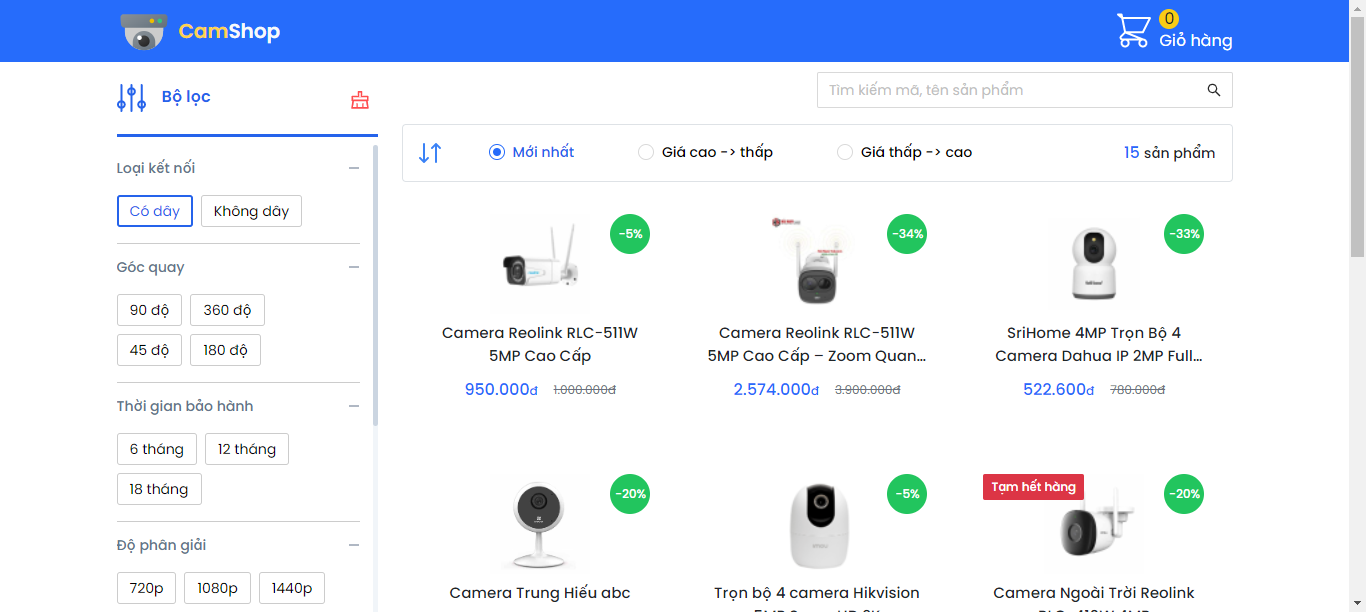 CamShop
0
Giỏ hàng
Bộ lọc
Tìm kiếm mã, tên sản phẩm
Mới nhất
Giá cao -> thấp
Giá thấp -> cao
15 sản phẩm
Loại kết nối
Có dây
Không dây
Góc quay
90 độ
360 độ
45 độ
180 độ
Thời gian bảo hành
6 tháng
12 tháng
18 tháng
Độ phân giải
720p
1080p
1440p
-5%
Camera Reolink RLC-511W
5MP Cao Cấp
950.000đ
1.000.000đ
-34%
Camera Reolink RLC-511W
5MP Cao Cấp – Zoom Quan...
2.574.000đ
3.900.000đ
-33%
SriHome 4MP Trọn Bộ 4
Camera Dahua IP 2MP Full...
522.600đ
780.000đ
-20%
Camera Trung Hiếu abc
-5%
Trọn bộ 4 camera Hikvision
Tạm hết hàng
-20%
Camera Ngoài Trời Reolink